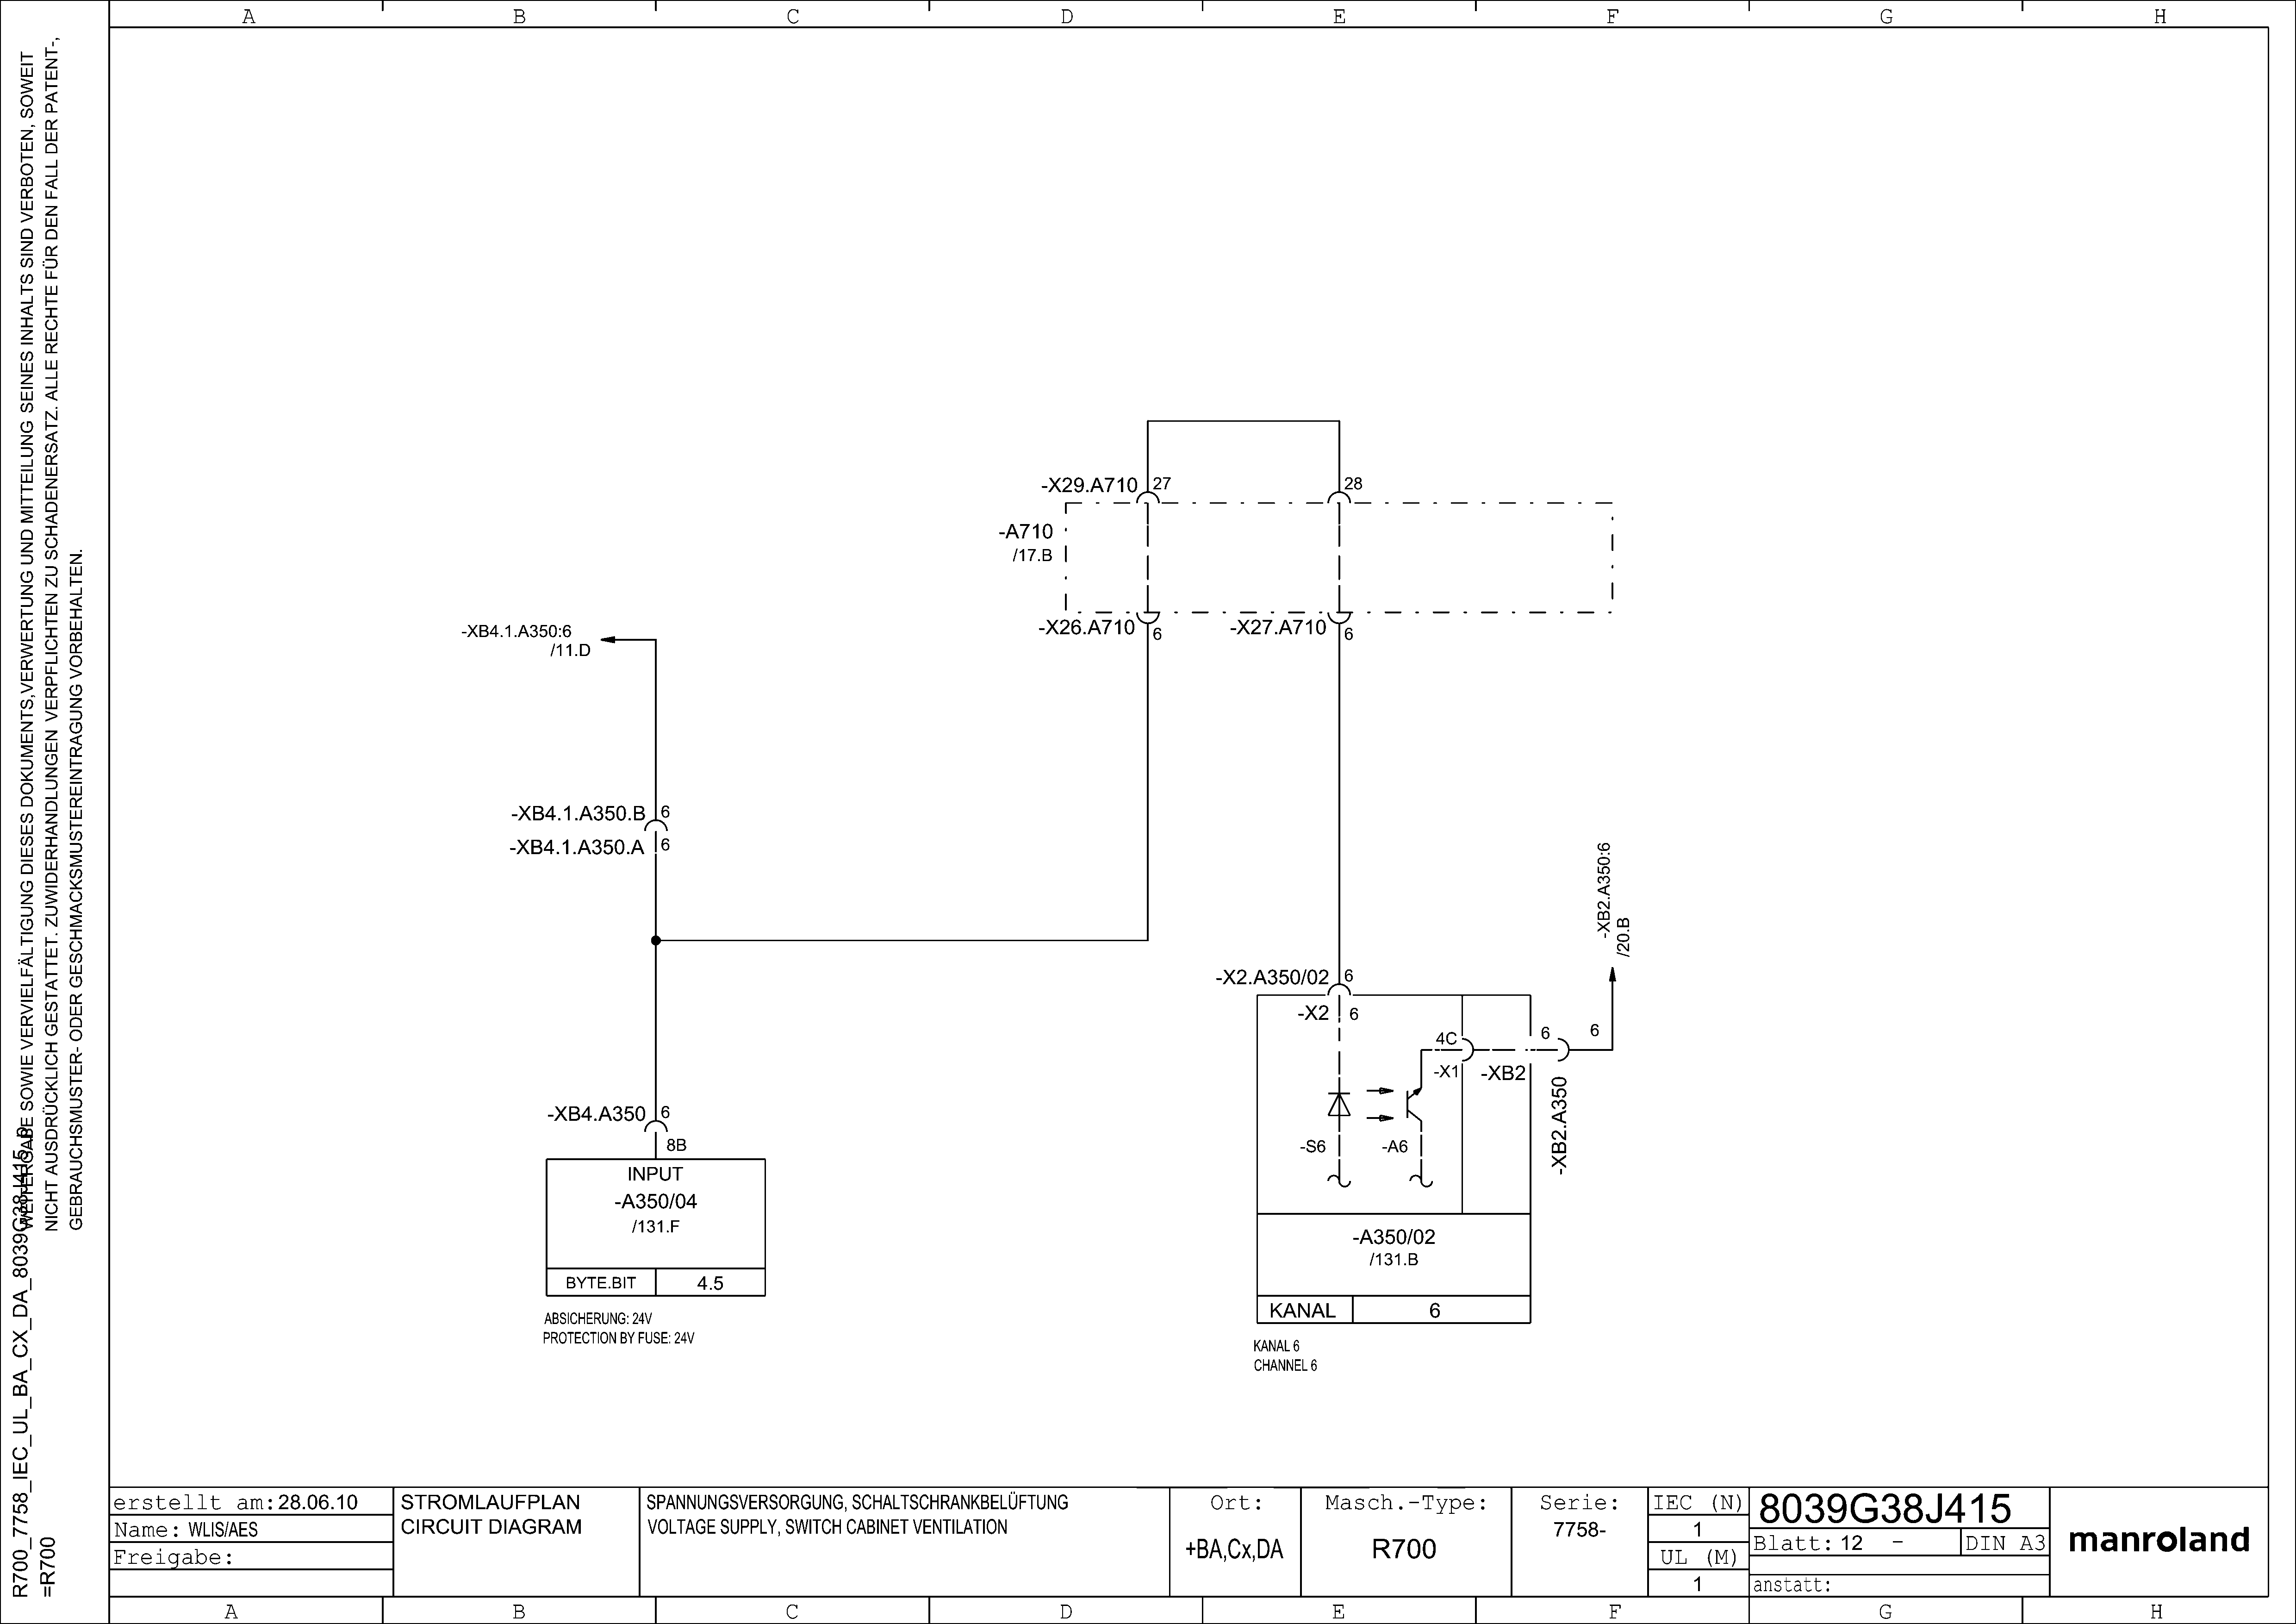 A B C D E F G H
WEITERGABE SOWIE VERVIELFÄLTIGUNG DIESES DOKUMENTS,VERWERTUNG UND MITTEILUNG SEINES INHALTS SIND VERBOTEN, SOWEIT
NICHT AUSDRÜCKLICH GESTATTET. ZUWIDERHANDLUNGEN VERPFLICHTEN ZU SCHADENERSATZ. ALLE RECHTE FÜR DEN FALL DER PATENT-,
GEBRAUCHSMUSTER- ODER GESCHMACKSMUSTEREINTRAGUNG VORBEHALTEN.
R700_7758_IEC_UL_BA_CX_DA_8039G38J415_P
=R700
-X29.A710 27 28
-A710
/17.B
-X26.A710 6 -X27.A710 6
-XB4.1.A350:6
/11.D
-XB4.1.A350.B 6
-XB4.1.A350.A 6
-XB2.A350:6
/20.B
-X2.A350/02 6
-X2 6
4C 6 6
-X1 -XB2
-XB2.A350
-S6 -A6
-XB4.A350 6
8B
INPUT
-A350/04
/131.F
BYTE.BIT 4.5
ABSICHERUNG: 24V
PROTECTION BY FUSE: 24V
-A350/02
/131.B
KANAL 6
KANAL 6
CHANNEL 6
erstellt am: 28.06.10
Name: WLIS/AES
Freigabe:
STROMLAUFPLAN
CIRCUIT DIAGRAM
SPANNUNGSVERSORGUNG, SCHALTSCHRANKBELÜFTUNG
VOLTAGE SUPPLY, SWITCH CABINET VENTILATION
Ort:
+BA,Cx,DA
Masch.-Type:
R700
Serie:
7758-
IEC (N)
1
UL (M)
1
8039G38J415
Blatt: 12 - DIN A3
anstatt:
manroland
A B C D E F G H